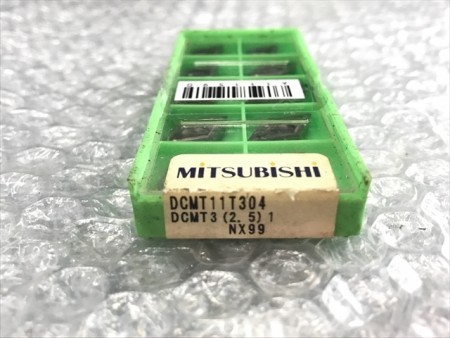 MITSUBISHI
DCMT11T304
DCMT3(2.5)1
NX99